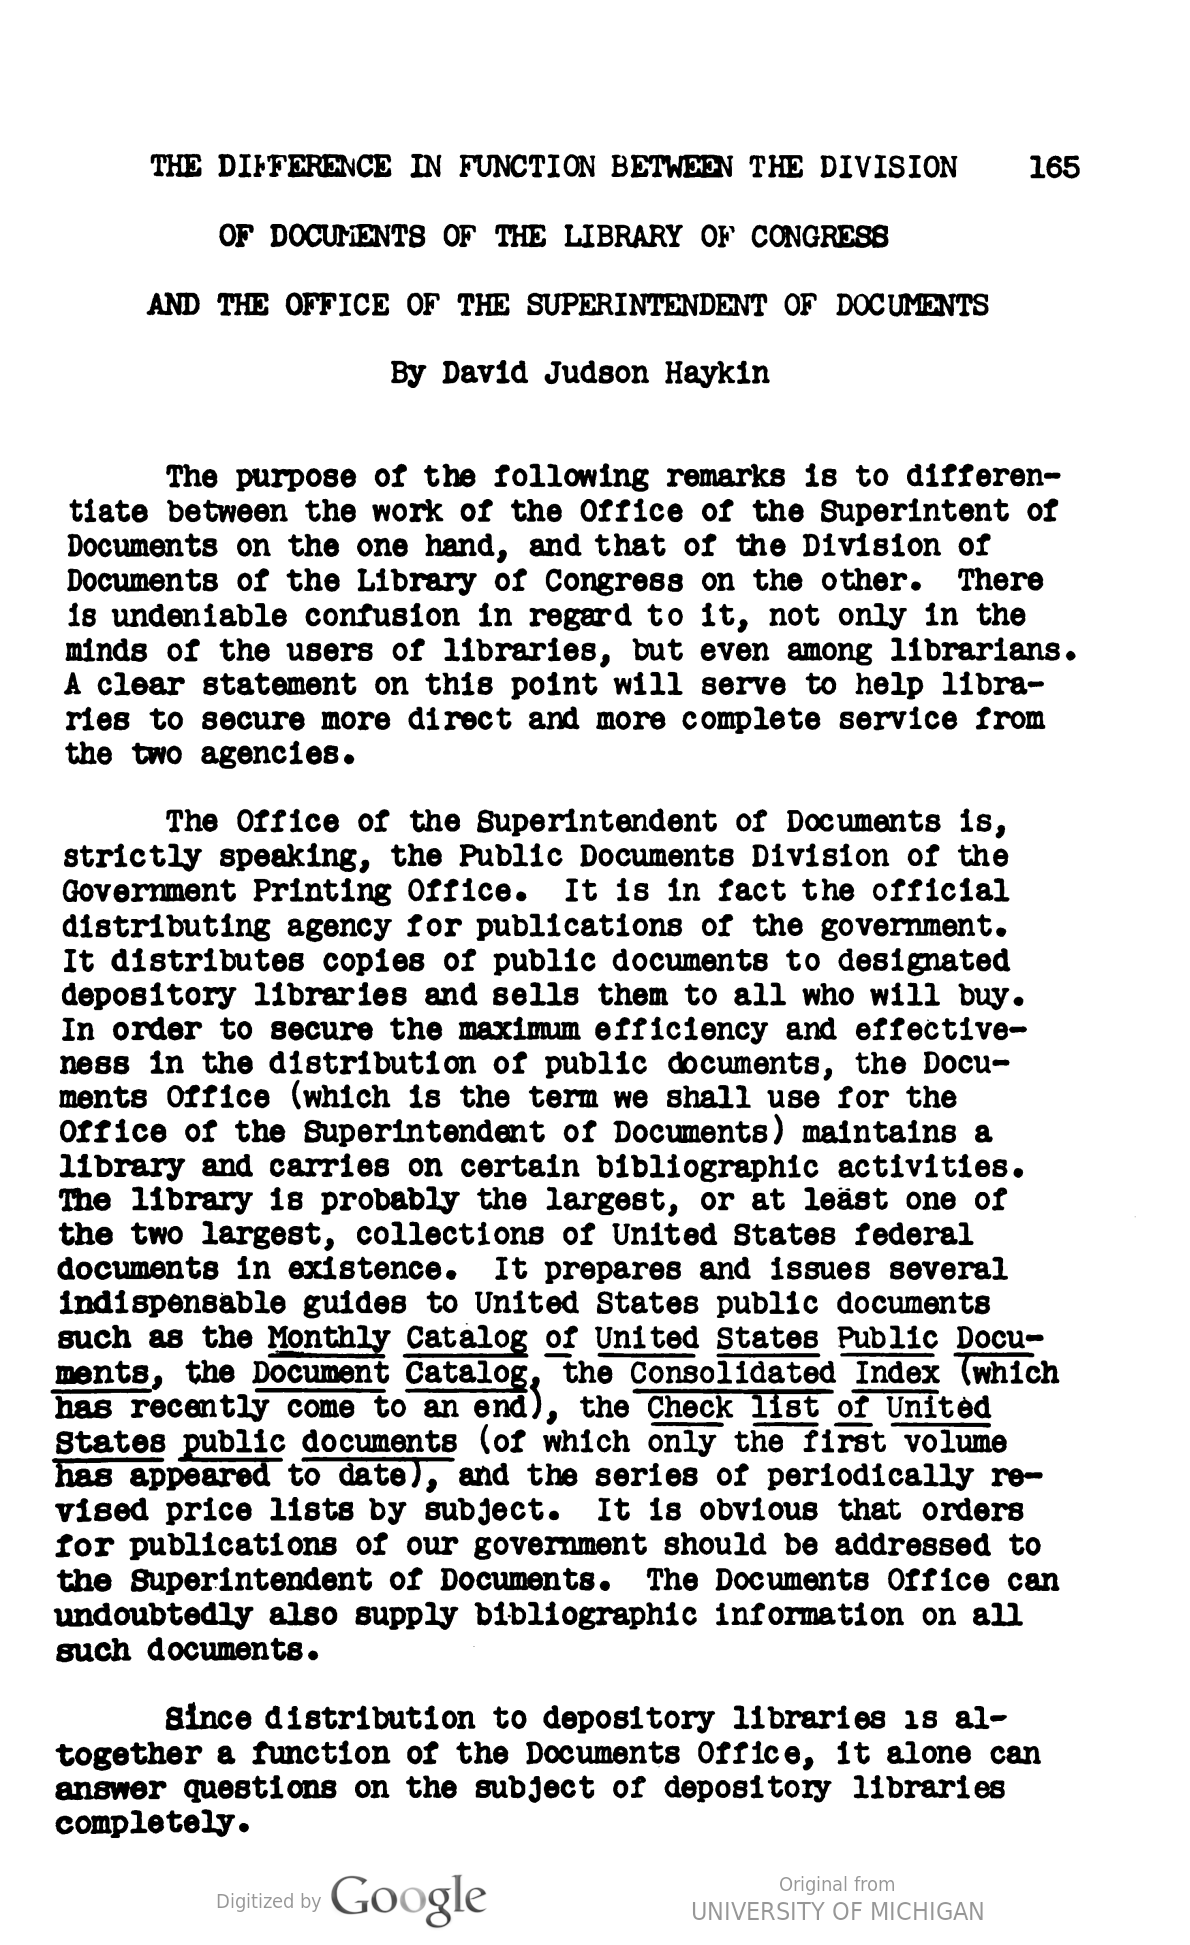 THE DIFFERENCE IN FUNCTION BETWEEN THE DIVISION 165
OF DOCUMENTS OF THE LIBRARY OF CONGRESS
AND THE OFFICE OF THE SUPERINTENDENT OF DOCUMENTS
By David Judson Haykin
The purpose of the following remarks is to differen-
tiate between the work of the Office of the Superintent of
Documents on the one hand, and that of the Division of
Documents of the Library of Congress on the other. There
is undeniable confusion in regard to it, not only in the
minds of the users of libraries, but even among librarians.
A clear statement on this point will serve to help libra-
ries to secure more direct and more complete service from
the two agencies.
The Office of the Superintendent of Documents is,
strictly speaking, the Public Documents Division of the
Government Printing Office. It is in fact the official
distributing agency for publications of the government.
It distributes copies of public documents to designated
depository libraries and sells them to all who will buy.
In order to secure the maximum efficiency and effective-
ness in the distribution of public documents, the Docu-
ments Office (which is the term we shall use for the
Office of the Superintendent of Documents) maintains a
library and carries on certain bibliographic activities.
The library is probably the largest, or at least one of
the two largest, collections of United States federal
documents in existence. It prepares and issues several
indispensable guides to United States public documents
such as the Monthly Catalog of United States Public Docu-
ments, the Document Catalog, the Consolidated Index (which
has recently come to an end), the Check list of United
States public documents (of which only the first volume
has appeared to date), and the series of periodically re-
vised price lists by subject. It is obvious that orders
for publications of our government should be addressed to
the Superintendent of Documents. The Documents Office can
undoubtedly also supply bibliographic information on all
such documents.
Since distribution to depository libraries is al-
together a function of the Documents Office, it alone can
answer questions on the subject of depository libraries
completely.
Digitized by Google
Original from
UNIVERSITY OF MICHIGAN